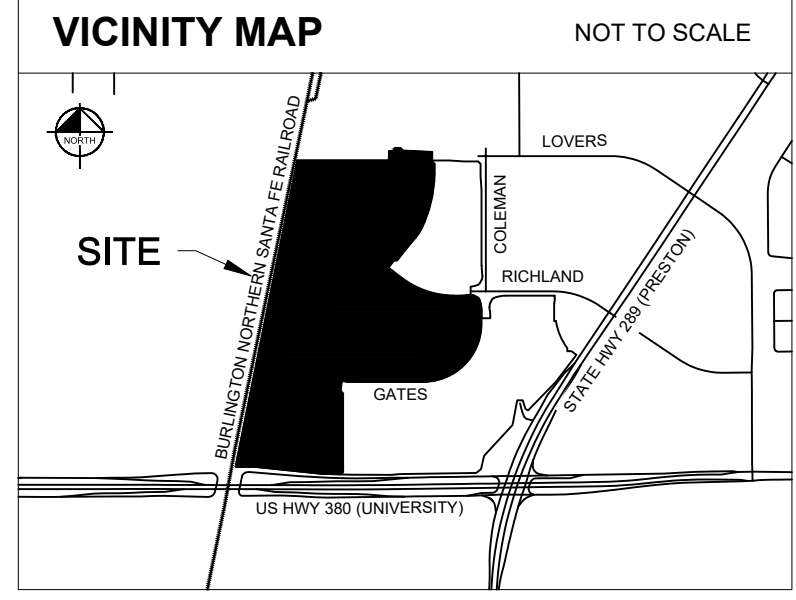 VICINITY MAP
NOT TO SCALE
NORTH
BURLINGTON NORTHERN SANTA FE RAILROAD
LOVERS
COLEMAN
SITE
RICHLAND
STATE HWY 289 (PRESTON)
GATES
US HWY 380 (UNIVERSITY)